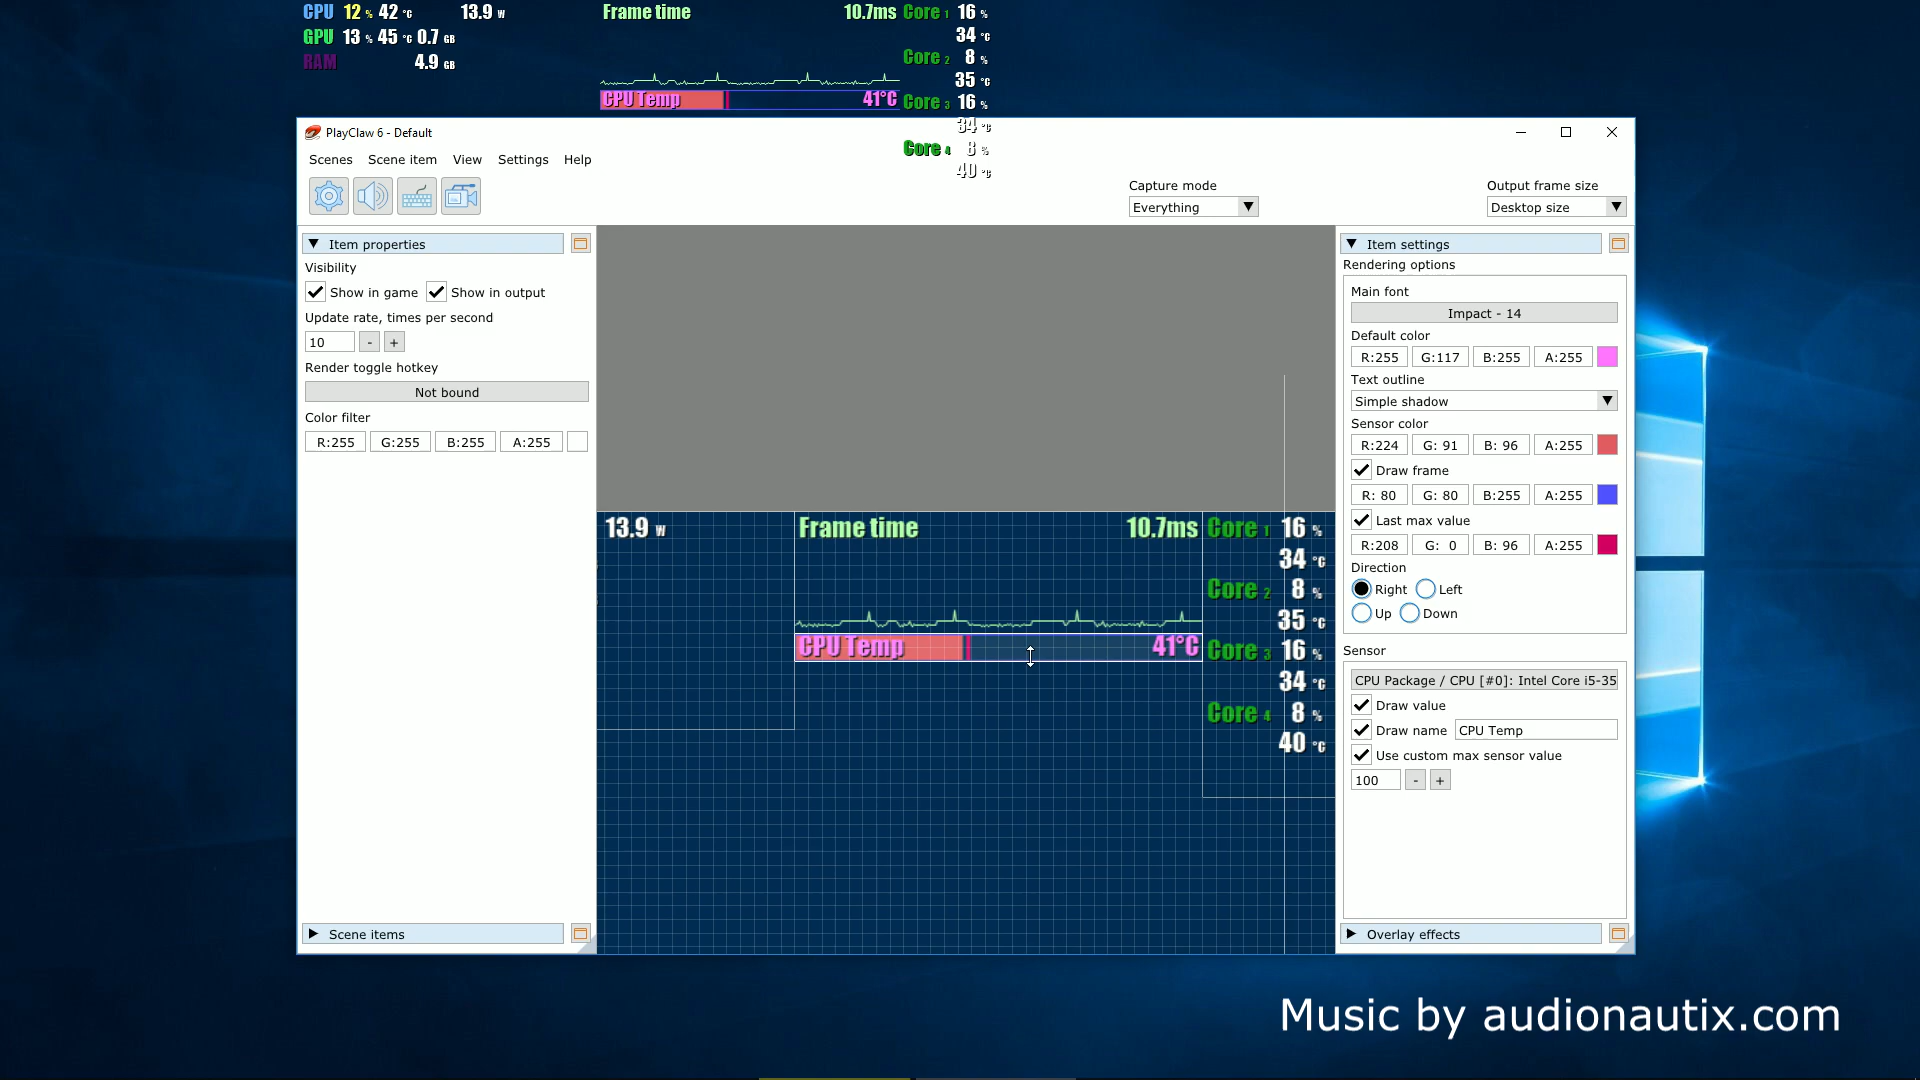 CPU 12 % 42 °C 13.9 W
GPU 13 % 45 °C 0.7 GB
RAM 4.9 GB
Frame time 10.7ms
CPU Temp 41°C
Core 1 16 %
34 °C
Core 2 8 %
35 °C
Core 3 16 %
34 °C
Core 4 8 %
40 °C
PlayClaw 6 - Default
Scenes Scene item View Settings Help
Capture mode
Everything
Output frame size
Desktop size
Item properties
Visibility
Show in game Show in output
Update rate, times per second
10 - +
Render toggle hotkey
Not bound
Color filter
R:255 G:255 B:255 A:255
Scene items
13.9 W
Frame time 10.7ms
CPU Temp 41°C
Core 1 16 %
34 °C
Core 2 8 %
35 °C
Core 3 16 %
34 °C
Core 4 8 %
40 °C
Item settings
Rendering options
Main font
Impact - 14
Default color
R:255 G:117 B:255 A:255
Text outline
Simple shadow
Sensor color
R:224 G: 91 B: 96 A:255
Draw frame
R: 80 G: 80 B:255 A:255
Last max value
R:208 G: 0 B: 96 A:255
Direction
Right Left
Up Down
Sensor
CPU Package / CPU [#0]: Intel Core i5-35
Draw value
Draw name CPU Temp
Use custom max sensor value
100 - +
Overlay effects
Music by audionautix.com